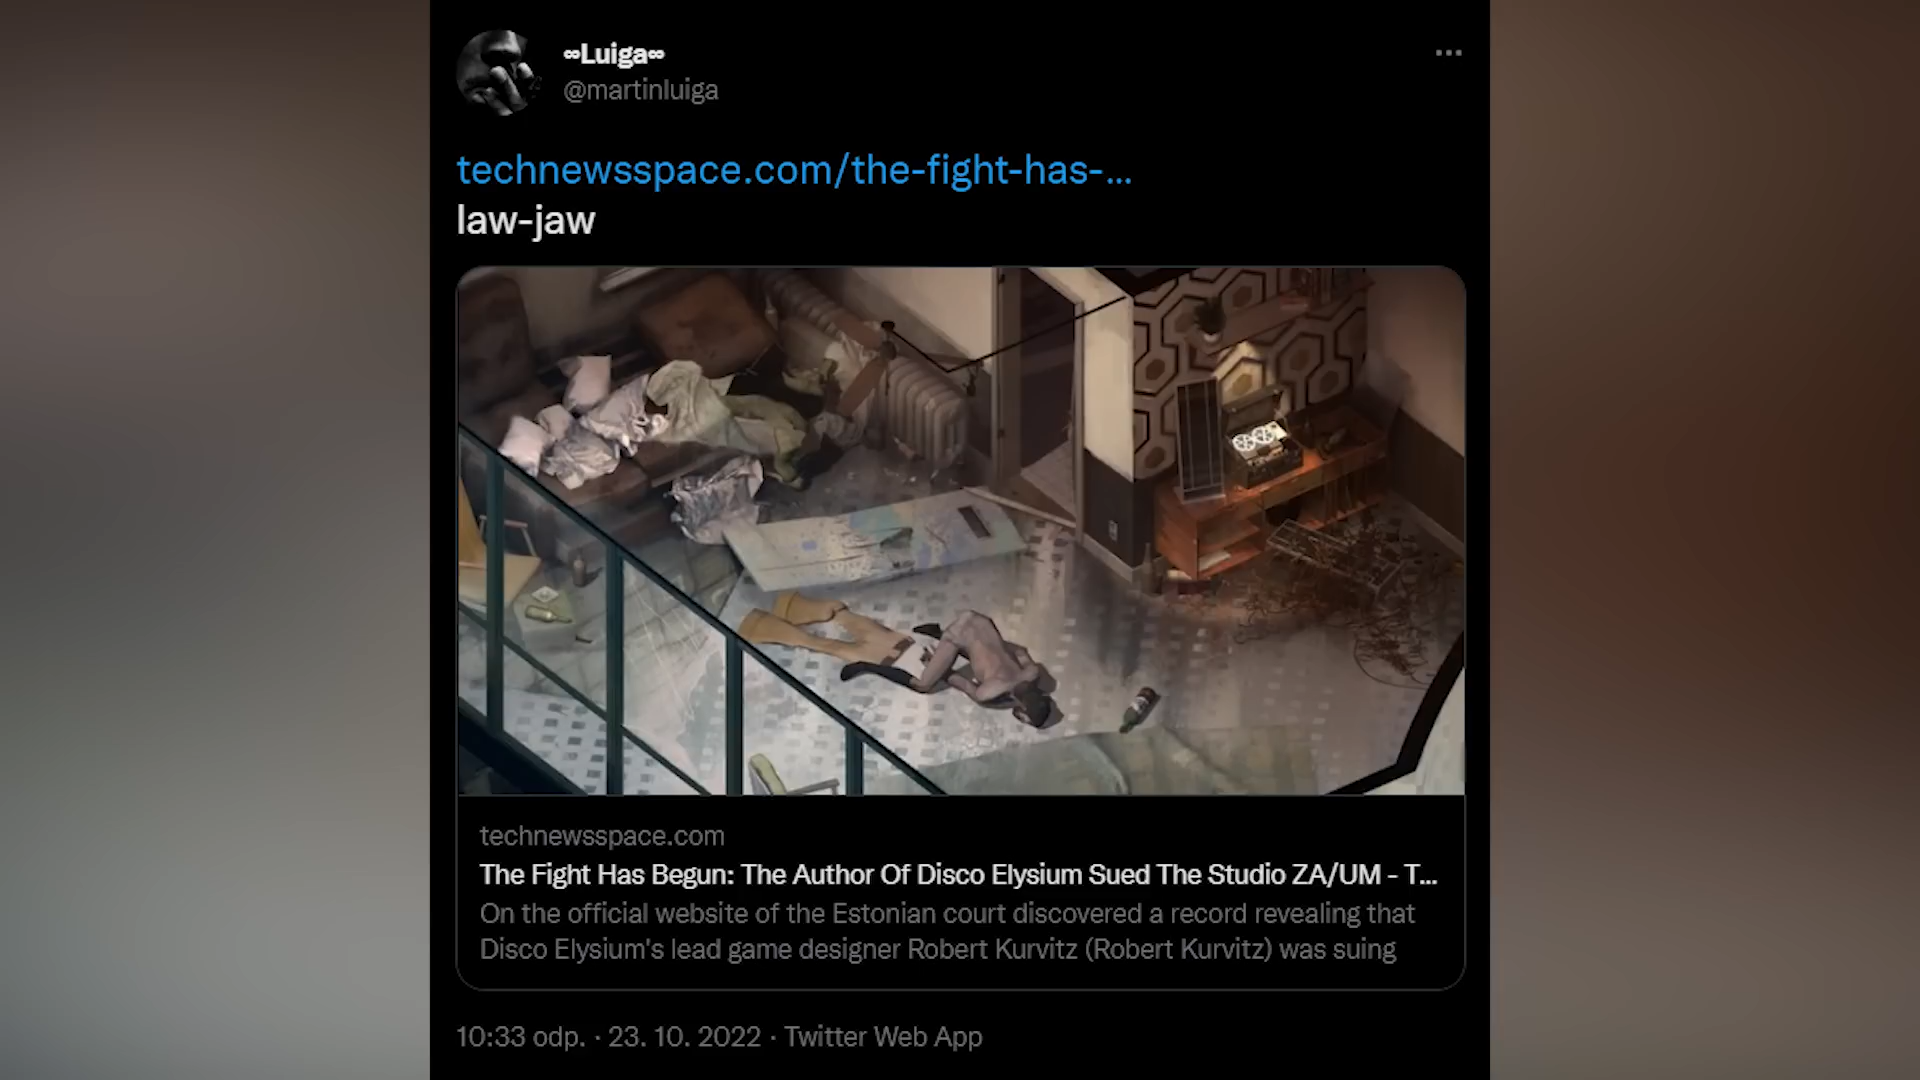 ∞Luiga∞
@martinluiga
technewsspace.com/the-fight-has-...
law-jaw
technewsspace.com
The Fight Has Begun: The Author Of Disco Elysium Sued The Studio ZA/UM - T...
On the official website of the Estonian court discovered a record revealing that
Disco Elysium's lead game designer Robert Kurvitz (Robert Kurvitz) was suing
10:33 odp. · 23. 10. 2022 · Twitter Web App